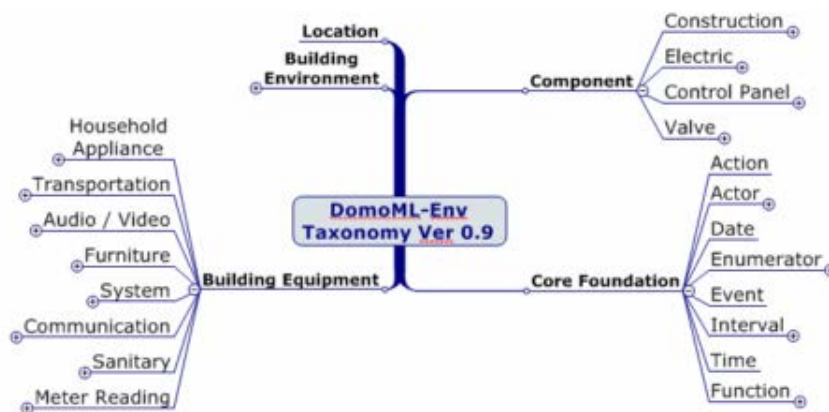 Location
Building
Environment
Household
Appliance
Transportation
Audio / Video
Furniture
System
Communication
Sanitary
Meter Reading
Building Equipment
DomoML-Env
Taxonomy Ver 0.9
Component
Construction
Electric
Control Panel
Valve
Core Foundation
Action
Actor
Date
Enumerator
Event
Interval
Time
Function